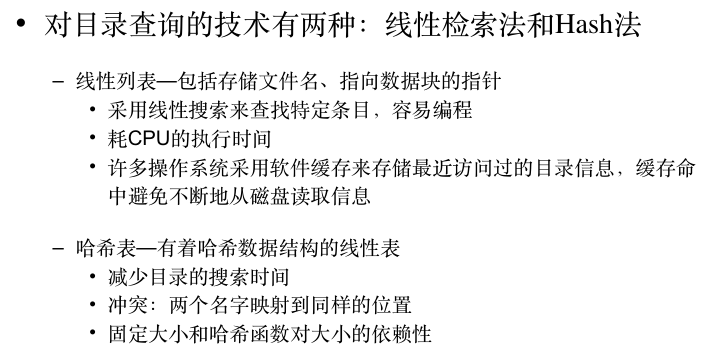 • 对目录查询的技术有两种：线性检索法和Hash法
– 线性列表—包括存储文件名、指向数据块的指针
• 采用线性搜索来查找特定条目，容易编程
• 耗CPU的执行时间
• 许多操作系统采用软件缓存来存储最近访问过的目录信息，缓存命
中避免不断地从磁盘读取信息
– 哈希表—有着哈希数据结构的线性表
• 减少目录的搜索时间
• 冲突：两个名字映射到同样的位置
• 固定大小和哈希函数对大小的依赖性